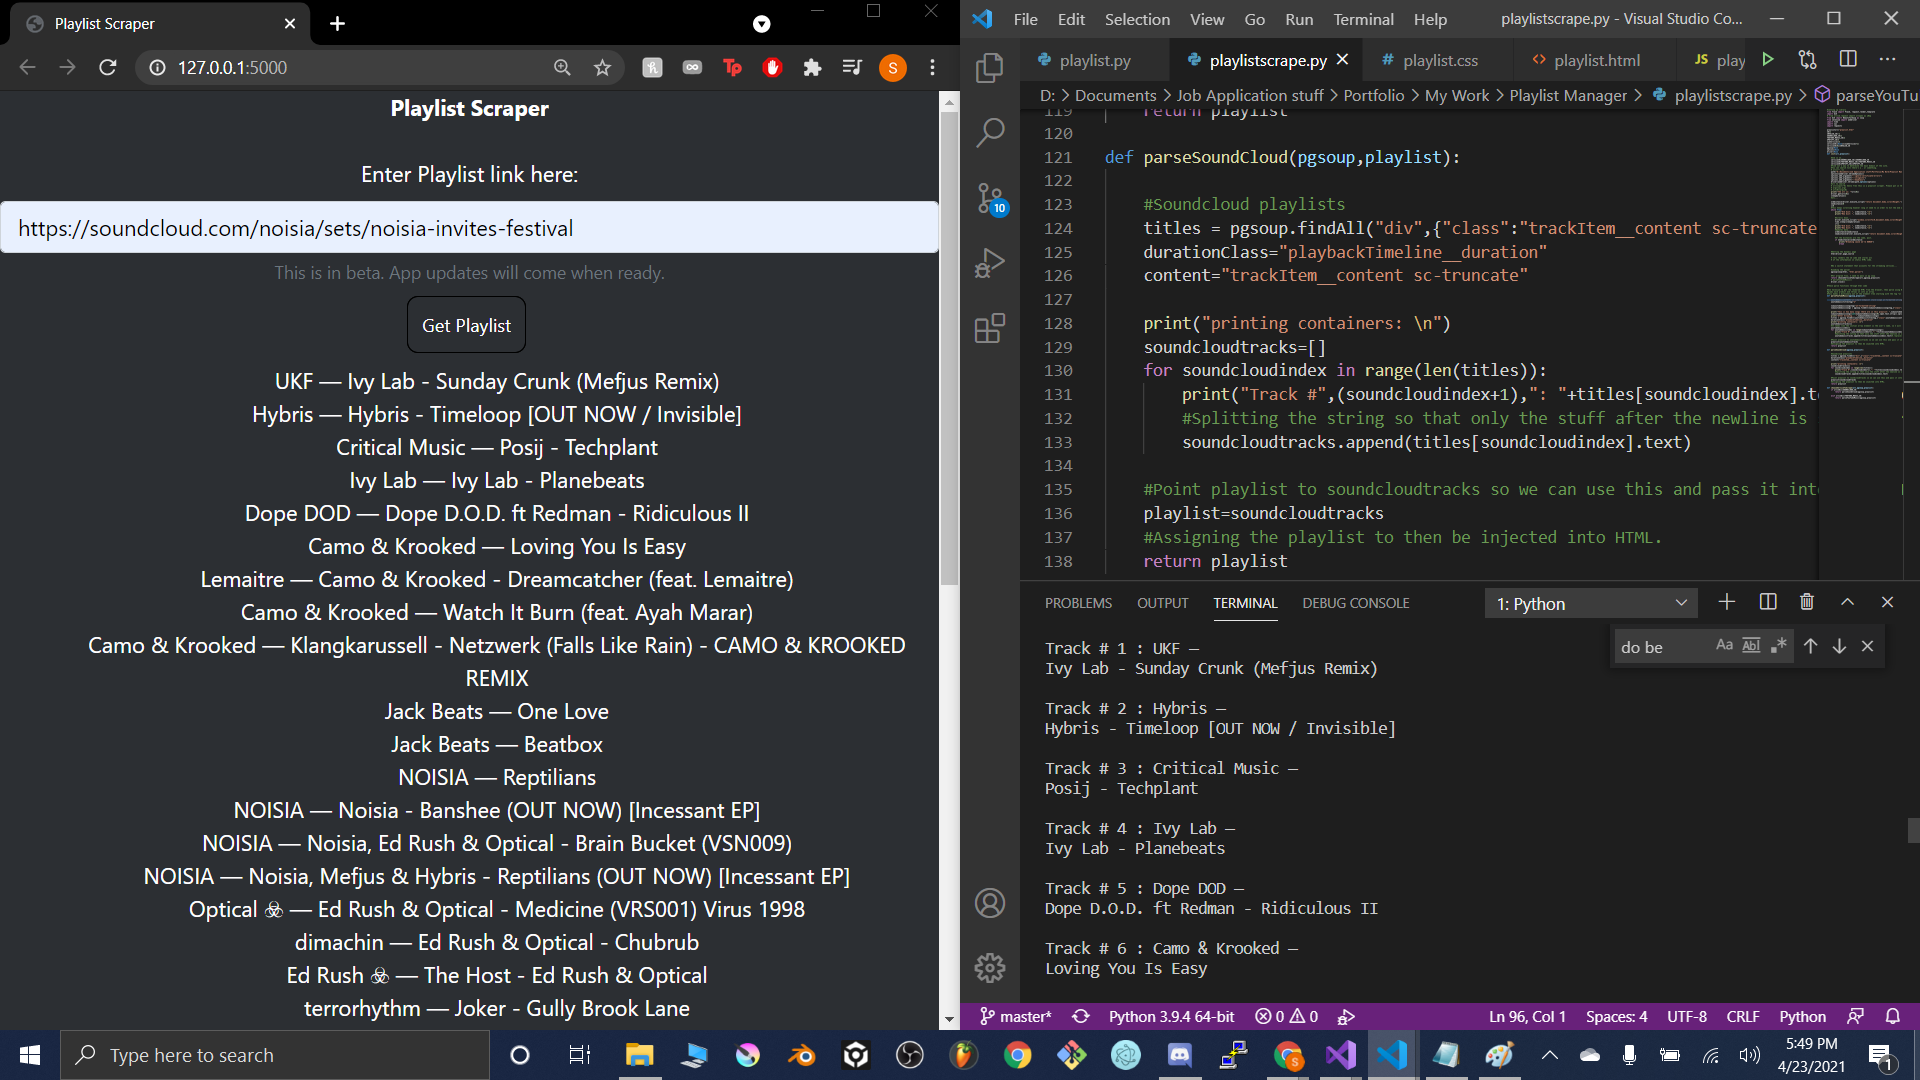 Playlist Scraper
127.0.0.1:5000
Playlist Scraper
Enter Playlist link here:
https://soundcloud.com/noisia/sets/noisia-invites-festival
This is in beta. App updates will come when ready.
Get Playlist
UKF — Ivy Lab - Sunday Crunk (Mefjus Remix)
Hybris — Hybris - Timeloop [OUT NOW / Invisible]
Critical Music — Posij - Techplant
Ivy Lab — Ivy Lab - Planebeats
Dope DOD — Dope D.O.D. ft Redman - Ridiculous II
Camo & Krooked — Loving You Is Easy
Lemaitre — Camo & Krooked - Dreamcatcher (feat. Lemaitre)
Camo & Krooked — Watch It Burn (feat. Ayah Marar)
Camo & Krooked — Klangkarussell - Netzwerk (Falls Like Rain) - CAMO & KROOKED
REMIX
Jack Beats — One Love
Jack Beats — Beatbox
NOISIA — Reptilians
NOISIA — Noisia - Banshee (OUT NOW) [Incessant EP]
NOISIA — Noisia, Ed Rush & Optical - Brain Bucket (VSN009)
NOISIA — Noisia, Mefjus & Hybris - Reptilians (OUT NOW) [Incessant EP]
Optical ☣ — Ed Rush & Optical - Medicine (VRS001) Virus 1998
dimachin — Ed Rush & Optical - Chubrub
Ed Rush ☣ — The Host - Ed Rush & Optical
terrorhythm — Joker - Gully Brook Lane
File Edit Selection View Go Run Terminal Help playlistscrape.py - Visual Studio Co...
playlist.py playlistscrape.py # playlist.css <> playlist.html JS play
D: > Documents > Job Application stuff > Portfolio > My Work > Playlist Manager > playlistscrape.py > parseYouTu
119 return playlist
120
121 def parseSoundCloud(pgsoup,playlist):
122
123 #Soundcloud playlists
124 titles = pgsoup.findAll("div",{"class":"trackItem__content sc-truncate
125 durationClass="playbackTimeline__duration"
126 content="trackItem__content sc-truncate"
127
128 print("printing containers: \n")
129 soundcloudtracks=[]
130 for soundcloudindex in range(len(titles)):
131 print("Track #",(soundcloudindex+1),": "+titles[soundcloudindex].te
132 #Splitting the string so that only the stuff after the newline is
133 soundcloudtracks.append(titles[soundcloudindex].text)
134
135 #Point playlist to soundcloudtracks so we can use this and pass it int
136 playlist=soundcloudtracks
137 #Assigning the playlist to then be injected into HTML.
138 return playlist
PROBLEMS OUTPUT TERMINAL DEBUG CONSOLE 1: Python
do be Aa Abl
Track # 1 : UKF —
Ivy Lab - Sunday Crunk (Mefjus Remix)
Track # 2 : Hybris —
Hybris - Timeloop [OUT NOW / Invisible]
Track # 3 : Critical Music —
Posij - Techplant
Track # 4 : Ivy Lab —
Ivy Lab - Planebeats
Track # 5 : Dope DOD —
Dope D.O.D. ft Redman - Ridiculous II
Track # 6 : Camo & Krooked —
Loving You Is Easy
10
master* Python 3.9.4 64-bit 0 0 Ln 96, Col 1 Spaces: 4 UTF-8 CRLF Python
Type here to search
5:49 PM
4/23/2021
1